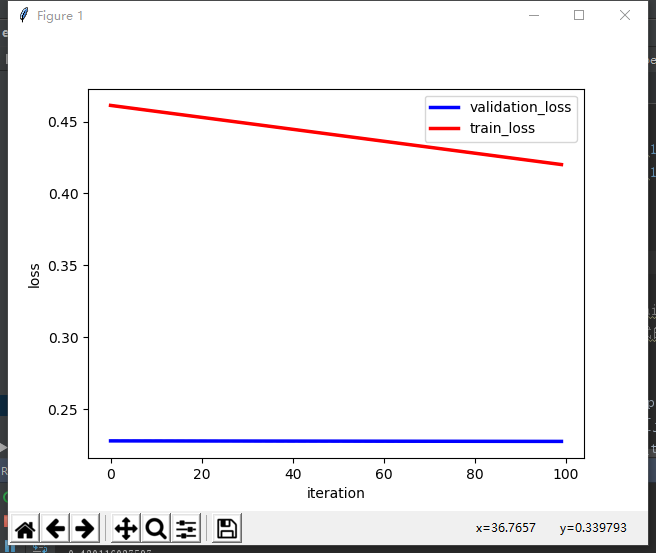 Figure 1
validation_loss
train_loss
0.45
0.40
0.35
0.30
0.25
loss
0 20 40 60 80 100
iteration
x=36.7657 y=0.339793